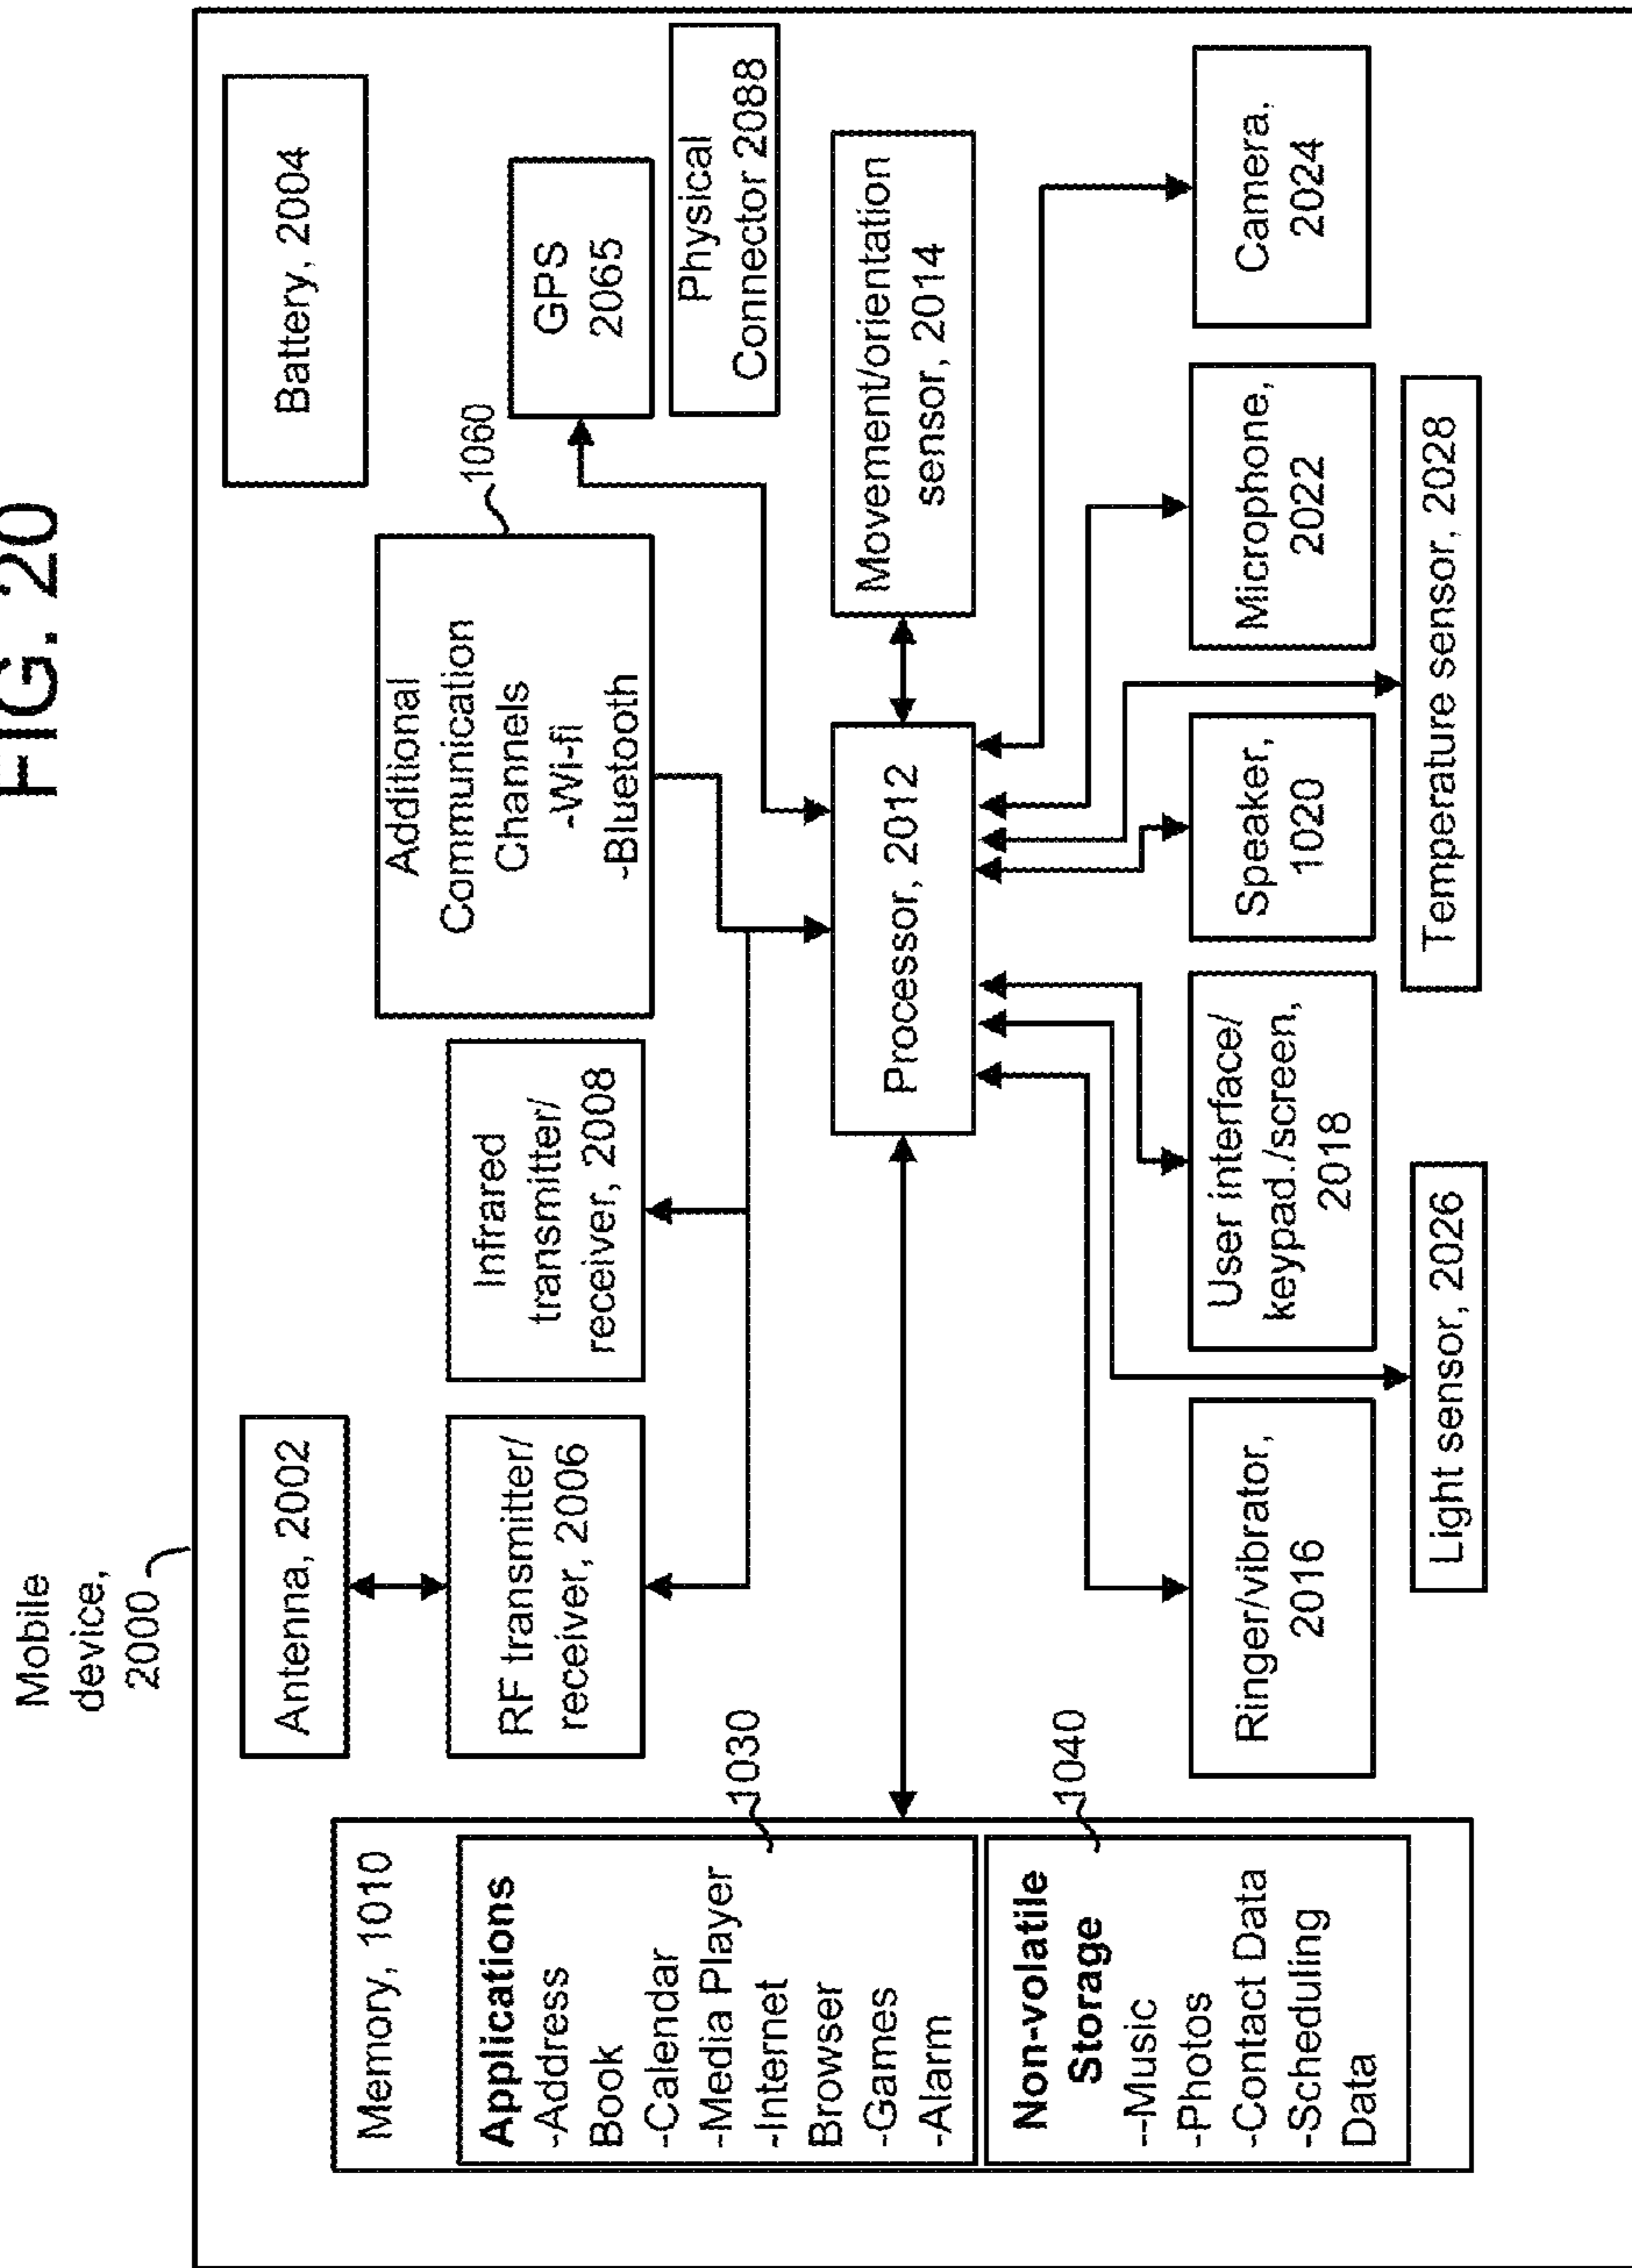 FIG. 20
Mobile
device,
2000
Memory, 1010
Applications
-Address
Book
-Calendar
-Media Player
-Internet
Browser
-Games
-Alarm
1030
Non-volatile
Storage
--Music
-Photos
-Contact Data
-Scheduling
Data
1040
Antenna, 2002
RF transmitter/
receiver, 2006
Infrared
transmitter/
receiver, 2008
Additional
Communication
Channels
-Wi-fi
-Bluetooth
1060
Battery, 2004
GPS
2065
Physical
Connector 2088
Processor, 2012
Movement/orientation
sensor, 2014
Ringer/vibrator,
2016
User interface/
keypad./screen,
2018
Speaker,
1020
Microphone,
2022
Camera,
2024
Light sensor, 2026
Temperature sensor, 2028